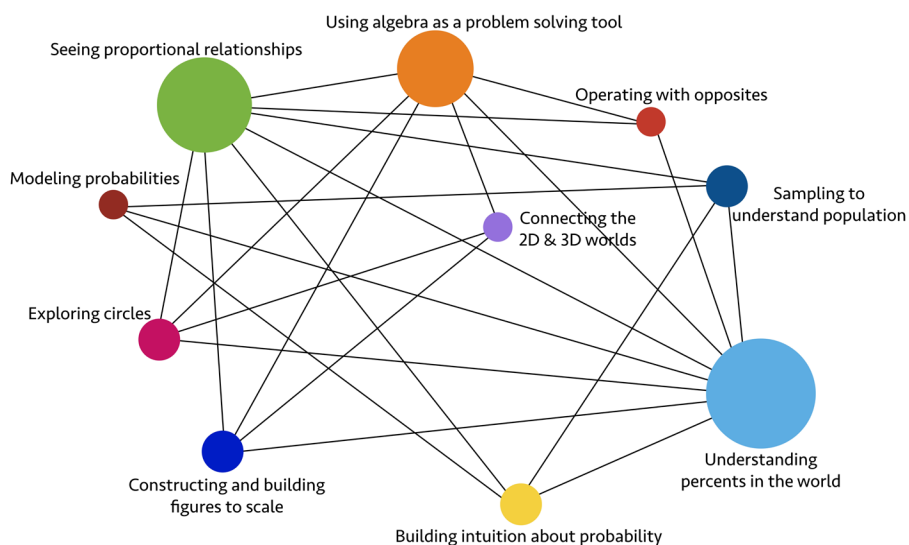 Using algebra as a problem solving tool
Seeing proportional relationships
Operating with opposites
Modeling probabilities
Sampling to
understand population
Connecting the
2D & 3D worlds
Exploring circles
Understanding
percents in the world
Constructing and building
figures to scale
Building intuition about probability